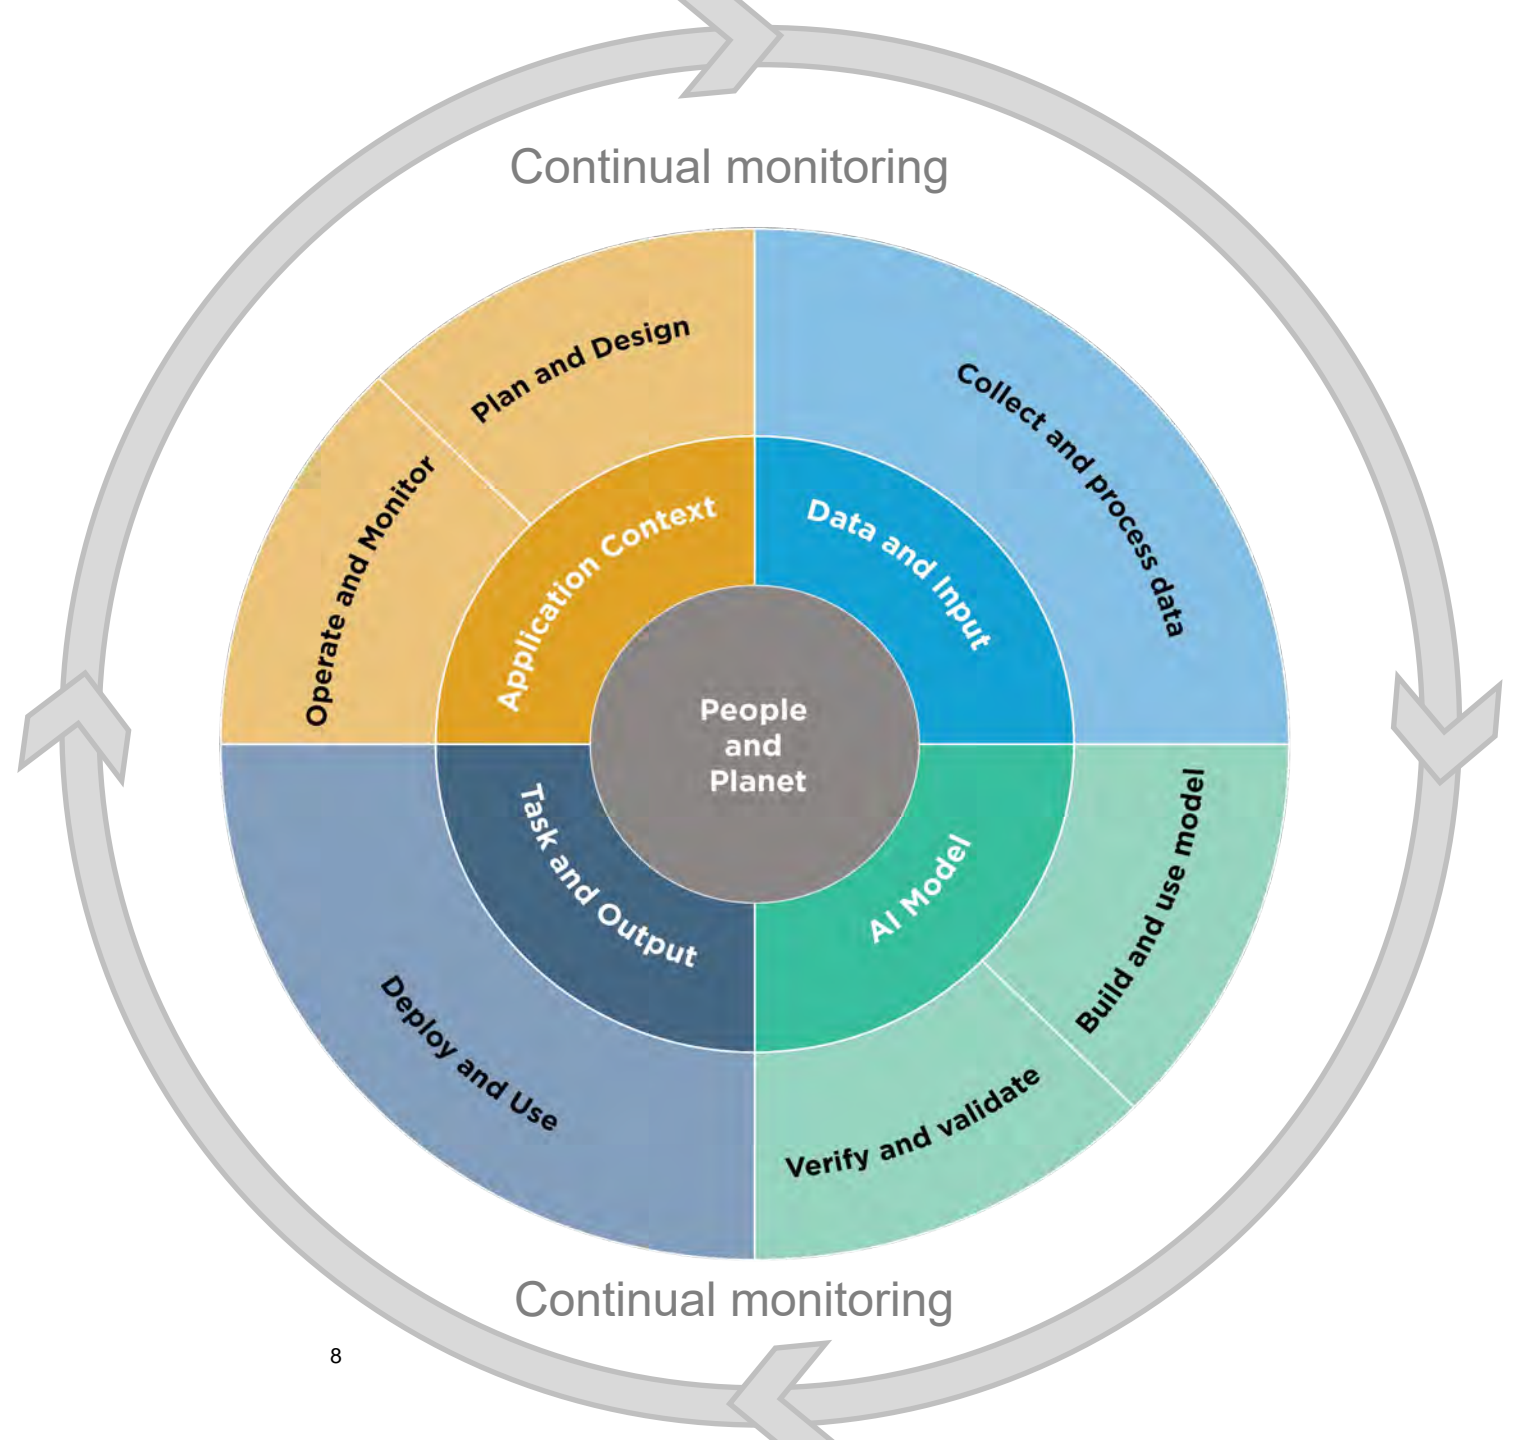 Continual monitoring
Plan and Design
Collect and process data
Operate and Monitor
Application Context
Data and Input
People
and
Planet
Task and Output
AI Model
Build and use model
Deploy and Use
Verify and validate
Continual monitoring
8